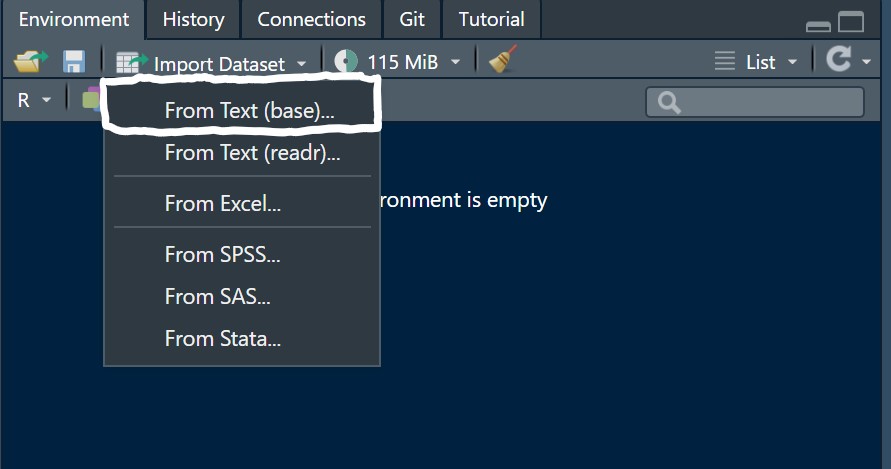 Environment History Connections Git Tutorial
Import Dataset 115 MiB List
R
From Text (base)...
From Text (readr)...
From Excel...
ronment is empty
From SPSS...
From SAS...
From Stata...